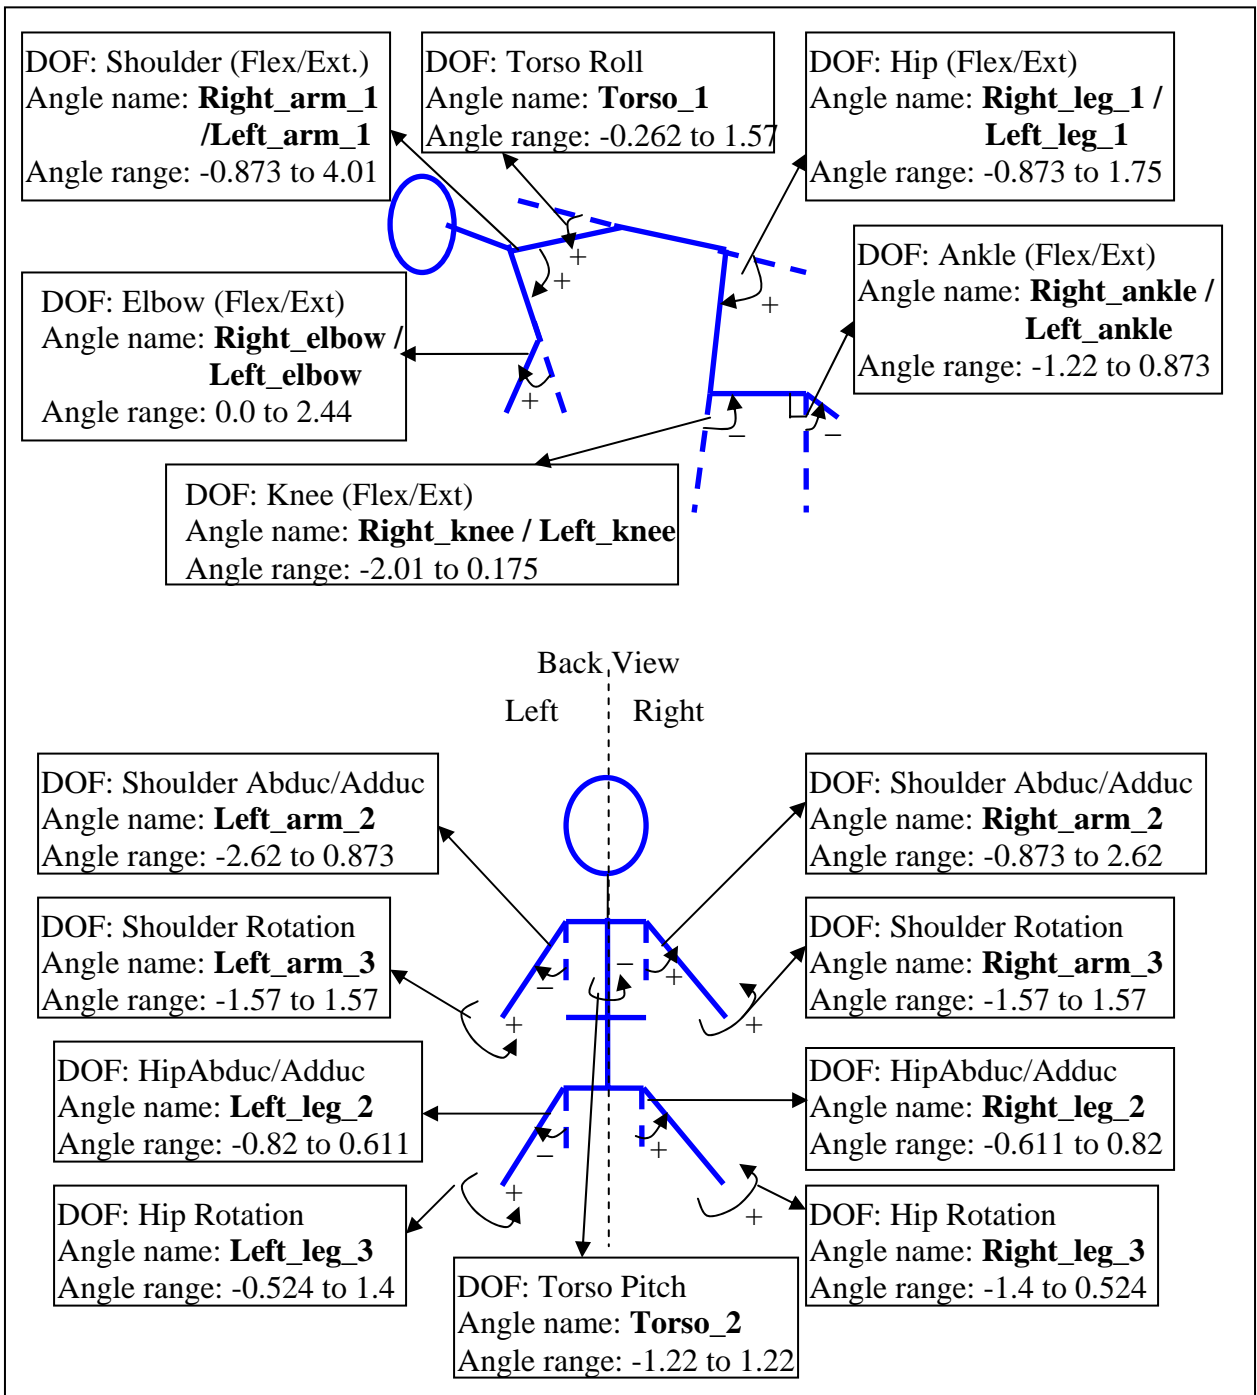 DOF: Shoulder (Flex/Ext.)
Angle name: Right_arm_1
/Left_arm_1
Angle range: -0.873 to 4.01
DOF: Torso Roll
Angle name: Torso_1
Angle range: -0.262 to 1.57
DOF: Hip (Flex/Ext)
Angle name: Right_leg_1 /
Left_leg_1
Angle range: -0.873 to 1.75
DOF: Ankle (Flex/Ext)
Angle name: Right_ankle /
Left_ankle
Angle range: -1.22 to 0.873
DOF: Elbow (Flex/Ext)
Angle name: Right_elbow /
Left_elbow
Angle range: 0.0 to 2.44
+
+
+
+
−
−
DOF: Knee (Flex/Ext)
Angle name: Right_knee / Left_knee
Angle range: -2.01 to 0.175
Back View
Left Right
DOF: Shoulder Abduc/Adduc
Angle name: Left_arm_2
Angle range: -2.62 to 0.873
DOF: Shoulder Abduc/Adduc
Angle name: Right_arm_2
Angle range: -0.873 to 2.62
DOF: Shoulder Rotation
Angle name: Left_arm_3
Angle range: -1.57 to 1.57
DOF: Shoulder Rotation
Angle name: Right_arm_3
Angle range: -1.57 to 1.57
−
−
+
+
+
DOF: HipAbduc/Adduc
Angle name: Left_leg_2
Angle range: -0.82 to 0.611
DOF: HipAbduc/Adduc
Angle name: Right_leg_2
Angle range: -0.611 to 0.82
−
+
+
+
DOF: Hip Rotation
Angle name: Left_leg_3
Angle range: -0.524 to 1.4
DOF: Hip Rotation
Angle name: Right_leg_3
Angle range: -1.4 to 0.524
DOF: Torso Pitch
Angle name: Torso_2
Angle range: -1.22 to 1.22